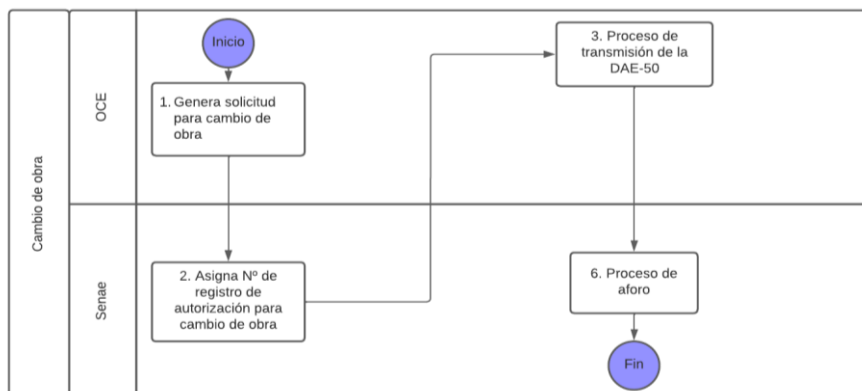 Cambio de obra
OCE
Inicio
1. Genera solicitud
para cambio de
obra
3. Proceso de
transmisión de la
DAE-50
Senae
2. Asigna Nº de
registro de
autorización para
cambio de obra
6. Proceso de
aforo
Fin